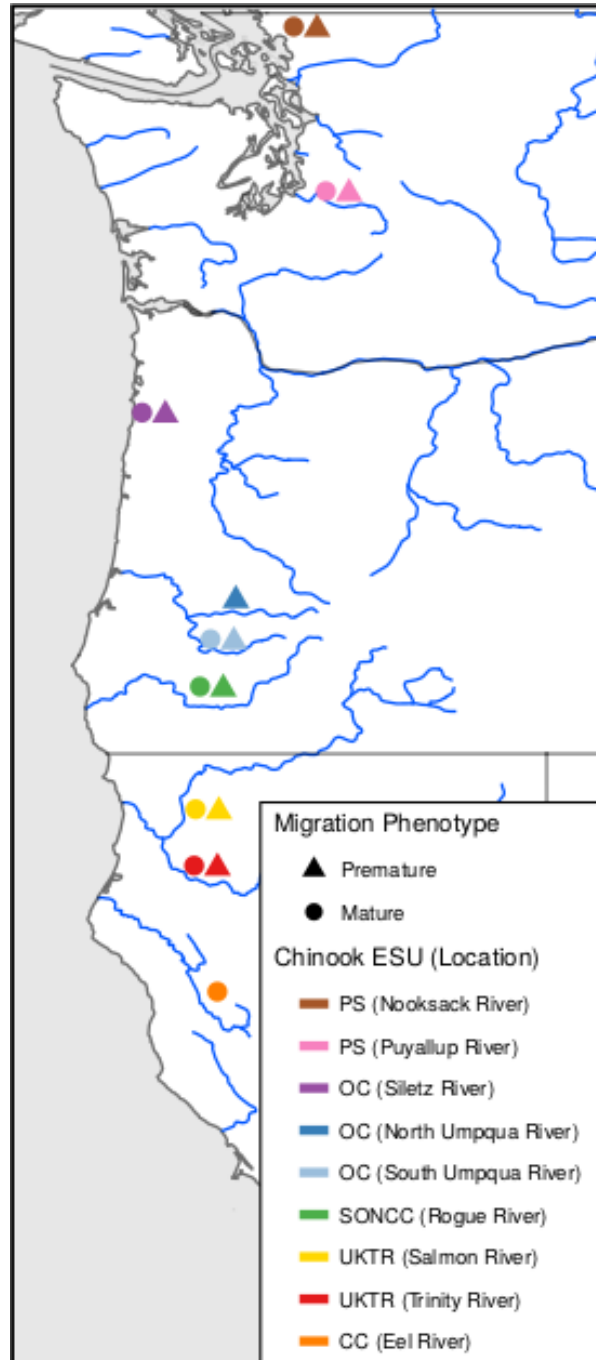 Migration Phenotype
Premature
Mature
Chinook ESU (Location)
PS (Nooksack River)
PS (Puyallup River)
OC (Siletz River)
OC (North Umpqua River)
OC (South Umpqua River)
SONCC (Rogue River)
UKTR (Salmon River)
UKTR (Trinity River)
CC (Eel River)